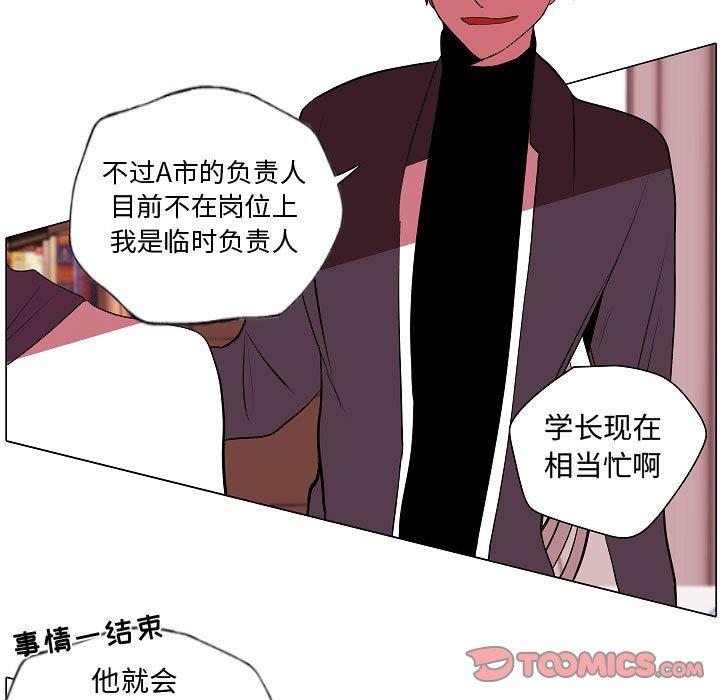 不过A市的负责人
目前不在岗位上
我是临时负责人
学长现在
相当忙啊
事情一结束
他就会
TOOMICS.COM